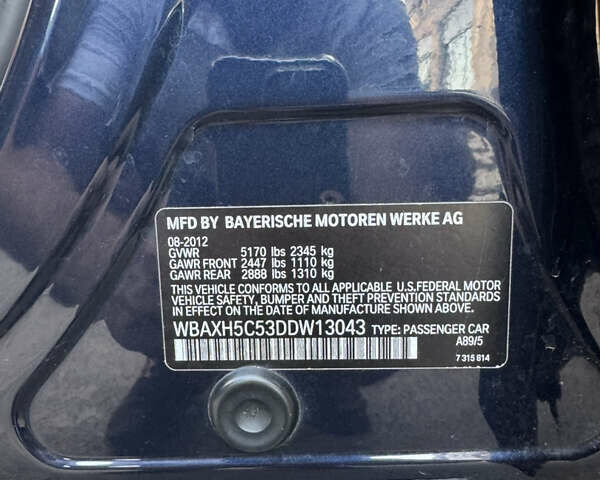 MFD BY BAYERISCHE MOTOREN WERKE AG
08-2012
GVWR 5170 lbs 2345 kg
GAWR FRONT 2447 lbs 1110 kg
GAWR REAR 2888 lbs 1310 kg
THIS VEHICLE CONFORMS TO ALL APPLICABLE U.S.FEDERAL MOTOR
VEHICLE SAFETY, BUMPER AND THEFT PREVENTION STANDARDS
IN EFFECT ON THE DATE OF MANUFACTURE SHOWN ABOVE.
WBAXH5C53DDW13043 TYPE: PASSENGER CAR
A89/5
7 315 814